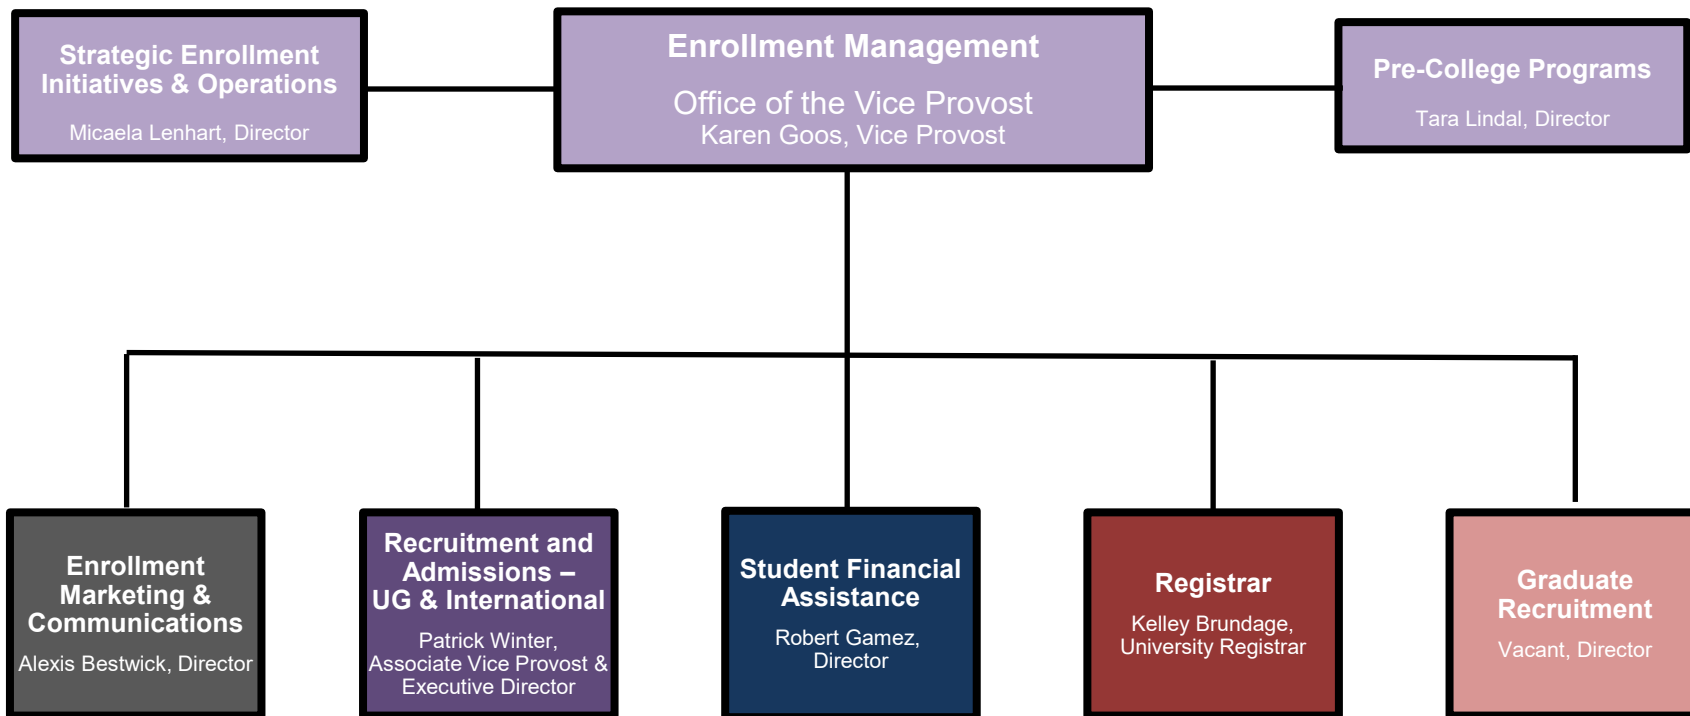 Strategic Enrollment
Initiatives & Operations
Micaela Lenhart, Director
Enrollment Management
Office of the Vice Provost
Karen Goos, Vice Provost
Pre-College Programs
Tara Lindal, Director
Enrollment
Marketing &
Communications
Alexis Bestwick, Director
Recruitment and
Admissions –
UG & International
Patrick Winter,
Associate Vice Provost &
Executive Director
Student Financial
Assistance
Robert Gamez,
Director
Registrar
Kelley Brundage,
University Registrar
Graduate
Recruitment
Vacant, Director